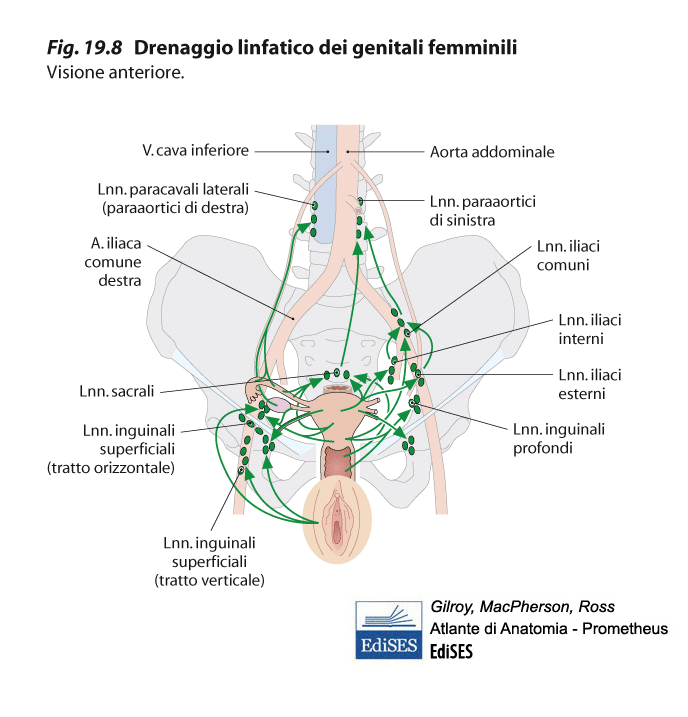 Fig. 19.8 Drenaggio linfatico dei genitali femminili
Visione anteriore.
V. cava inferiore
Aorta addominale
Lnn. paracavali laterali
(paraaortici di destra)
Lnn. paraaortici
di sinistra
A. iliaca
comune
destra
Lnn. iliaci
comuni
Lnn. iliaci
interni
Lnn. sacrali
Lnn. iliaci
esterni
Lnn. inguinali
superficiali
(tratto orizzontale)
Lnn. inguinali
profondi
Lnn. inguinali
superficiali
(tratto verticale)
EdiSES
Gilroy, MacPherson, Ross
Atlante di Anatomia - Prometheus
EdiSES